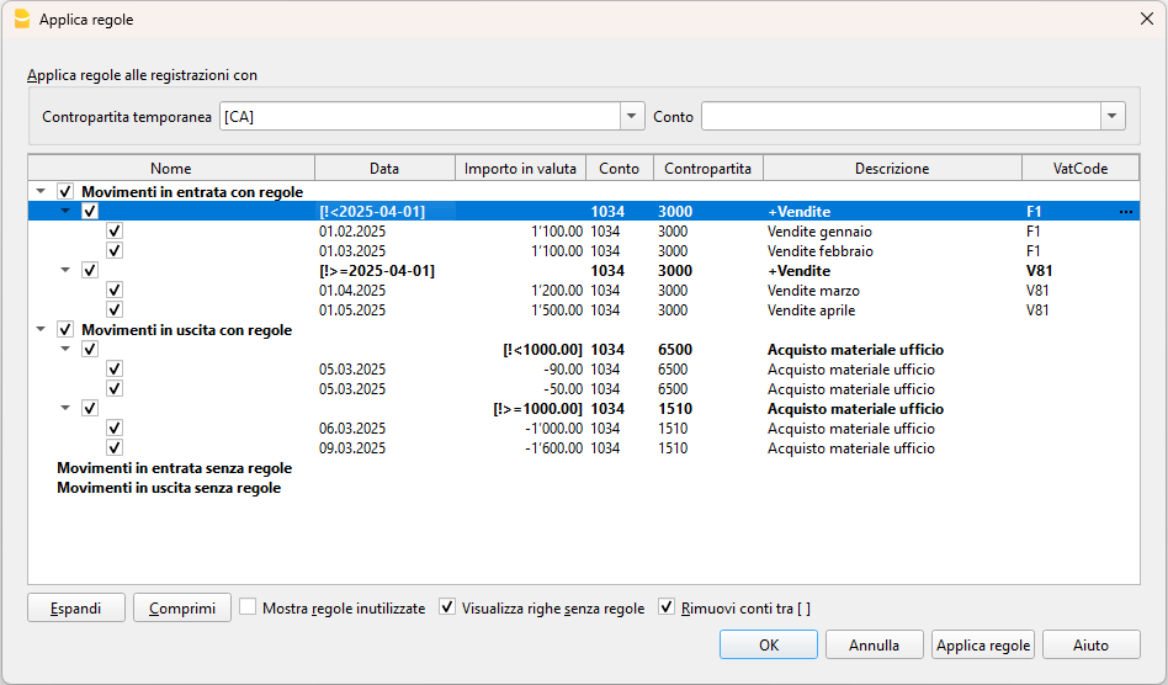 Applica regole
Applica regole alle registrazioni con
Contropartita temporanea [CA] Conto
Nome Data Importo in valuta Conto Contropartita Descrizione VatCode
Movimenti in entrata con regole
[!<2025-04-01] 1034 3000 +Vendite F1 ...
01.02.2025 1'100.00 1034 3000 Vendite gennaio F1
01.03.2025 1'100.00 1034 3000 Vendite febbraio F1
[!>=2025-04-01] 1034 3000 +Vendite V81
01.04.2025 1'200.00 1034 3000 Vendite marzo V81
01.05.2025 1'500.00 1034 3000 Vendite aprile V81
Movimenti in uscita con regole
[!<1000.00] 1034 6500 Acquisto materiale ufficio
05.03.2025 -90.00 1034 6500 Acquisto materiale ufficio
05.03.2025 -50.00 1034 6500 Acquisto materiale ufficio
[!>=1000.00] 1034 1510 Acquisto materiale ufficio
06.03.2025 -1'000.00 1034 1510 Acquisto materiale ufficio
09.03.2025 -1'600.00 1034 1510 Acquisto materiale ufficio
Movimenti in entrata senza regole
Movimenti in uscita senza regole
Espandi Comprimi Mostra regole inutilizzate Visualizza righe senza regole Rimuovi conti tra [ ]
OK Annulla Applica regole Aiuto